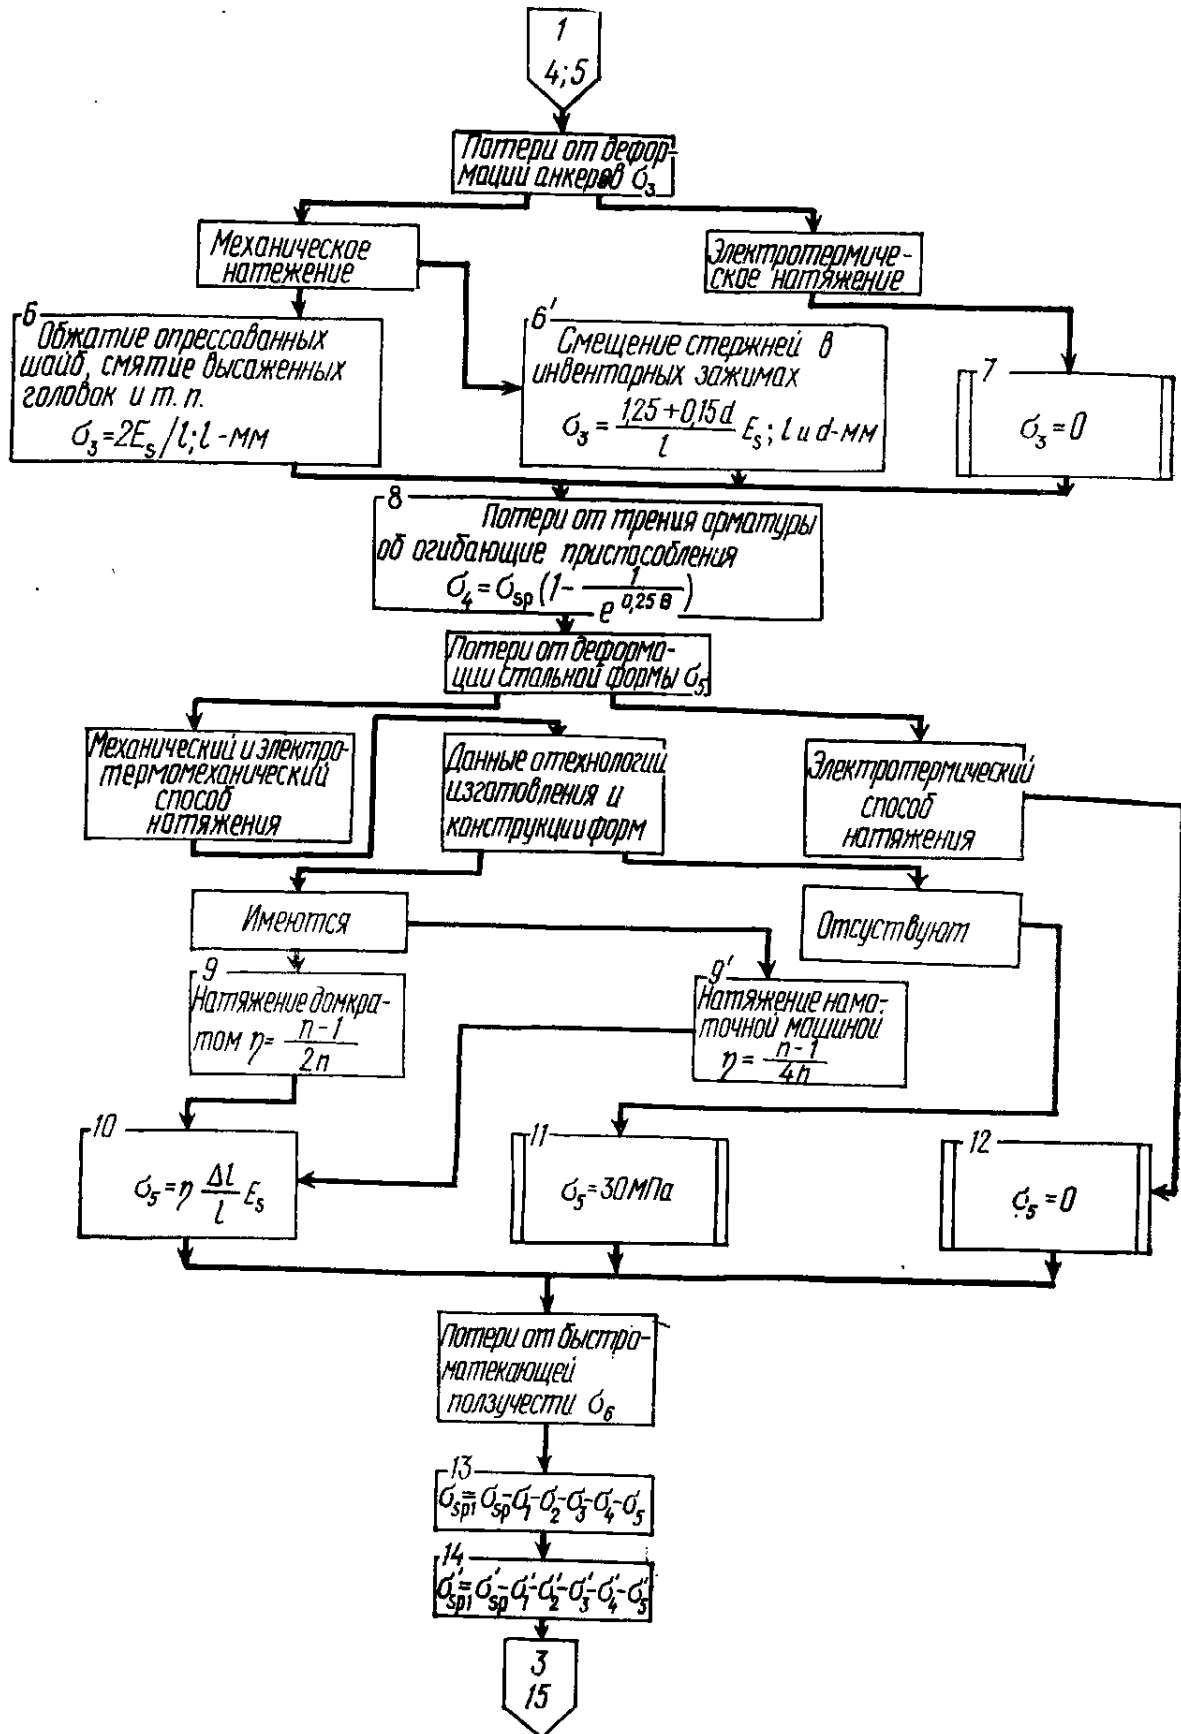 1
4;5
Потери от дефор-
мации анкеров σ₃
Механическое
натежение
Электротермиче-
ское натяжение
6
Обжатие опрессованных
шайб, смятие высаженных
головок и т. п.
σ₃=2Eₛ/l; l-мм
6'
Смещение стержней в
инвентарных зажимах
σ₃= (1,25+0,15d)/l Eₛ; l и d-мм
7
σ₃=0
8
Потери от трения арматуры
об огибающие приспособления
σ₄=σsp(1- 1/e^0,25θ)
Потери от деформа-
ции стальной формы σ₅
Механический и электро-
термомеханический
способ
натяжения
Данные о технологии
изготовления и
конструкции форм
Электротермический
способ
натяжения
Имеются
Отсуствуют
9
Натяжение домкра-
том η= (n-1)/2n
9'
Натяжение намо-
точной машиной
η= (n-1)/4n
10
σ₅=η Δl/l Eₛ
11
σ₅=30МПа
12
σ₅=0
Потери от быстро-
матекающей
ползучести σ₆
13
σsp1=σsp-σ₁-σ₂-σ₃-σ₄-σ₅
14
σ'sp1=σ'sp-σ'₁-σ'₂-σ'₃-σ'₄-σ'₅
3
15